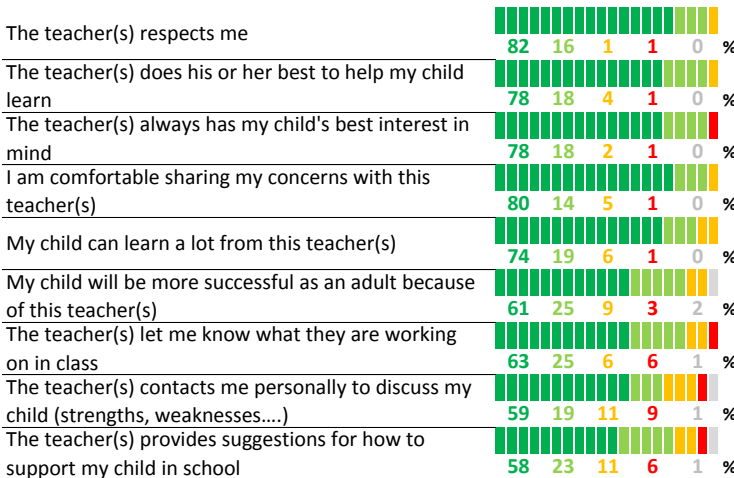 The teacher(s) respects me
82 16 1 1 0 %
The teacher(s) does his or her best to help my child
learn
78 18 4 1 0 %
The teacher(s) always has my child's best interest in
mind
78 18 2 1 0 %
I am comfortable sharing my concerns with this
teacher(s)
80 14 5 1 0 %
My child can learn a lot from this teacher(s)
74 19 6 1 0 %
My child will be more successful as an adult because
of this teacher(s)
61 25 9 3 2 %
The teacher(s) let me know what they are working
on in class
63 25 6 6 1 %
The teacher(s) contacts me personally to discuss my
child (strengths, weaknesses....)
59 19 11 9 1 %
The teacher(s) provides suggestions for how to
support my child in school
58 23 11 6 1 %